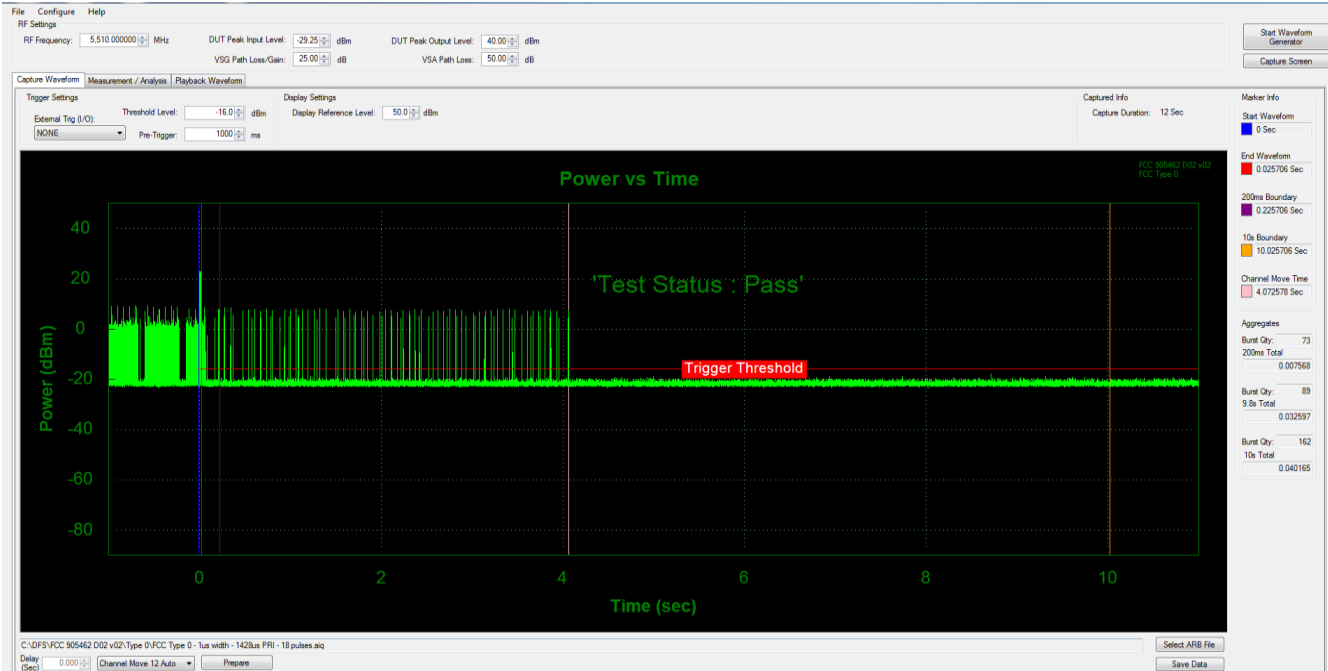 File Configure Help
RF Settings
RF Frequency: 5,510.000000 MHz DUT Peak Input Level: -29.25 dBm DUT Peak Output Level: 40.00 dBm
VSG Path Loss/Gain: 25.00 dB VSA Path Loss: 50.00 dB
Start Waveform
Generator
Capture Screen
Capture Waveform Measurement / Analysis Playback Waveform
Trigger Settings
External Trig (I/O): Threshold Level: -16.0 dBm
NONE Pre-Trigger: 1000 ms
Display Settings
Display Reference Level: 50.0 dBm
Captured Info
Capture Duration: 12 Sec
Marker Info
Start Waveform
0 Sec
End Waveform
0.025706 Sec
200ms Boundary
0.225706 Sec
10s Boundary
10.025706 Sec
Channel Move Time
4.072578 Sec
Aggregates
Burst Qty: 73
200ms Total
0.007568
Burst Qty: 89
9.8s Total
0.032597
Burst Qty: 162
10s Total
0.040165
FCC 905462 D02 v02
FCC Type 0
Power vs Time
'Test Status : Pass'
Trigger Threshold
Power (dBm)
40
20
0
-20
-40
-60
-80
0 2 4 6 8 10
Time (sec)
C:\DFS\FCC 905462 D02 v02\Type 0\FCC Type 0 - 1us width - 1428us PRI - 18 pulses.aiq
Select ARB File
Delay
(Sec) 0.000 Channel Move 12 Auto Prepare
Save Data